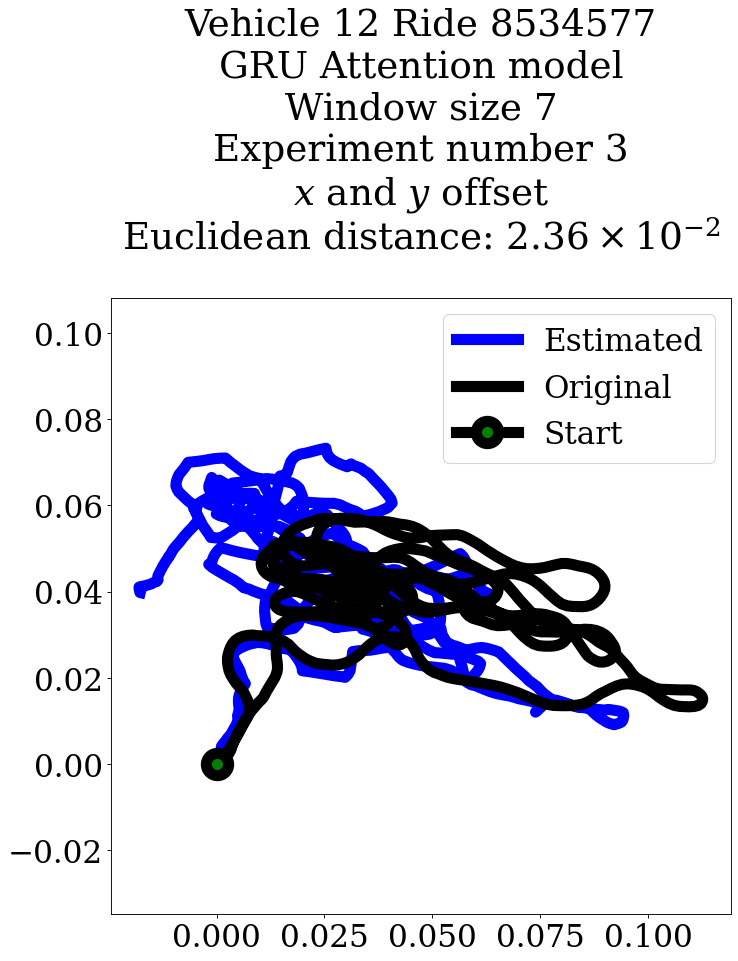 Vehicle 12 Ride 8534577
GRU Attention model
Window size 7
Experiment number 3
x and y offset
Euclidean distance: 2.36 × 10⁻²
Estimated
Original
Start
0.10
0.08
0.06
0.04
0.02
0.00
−0.02
0.000 0.025 0.050 0.075 0.100